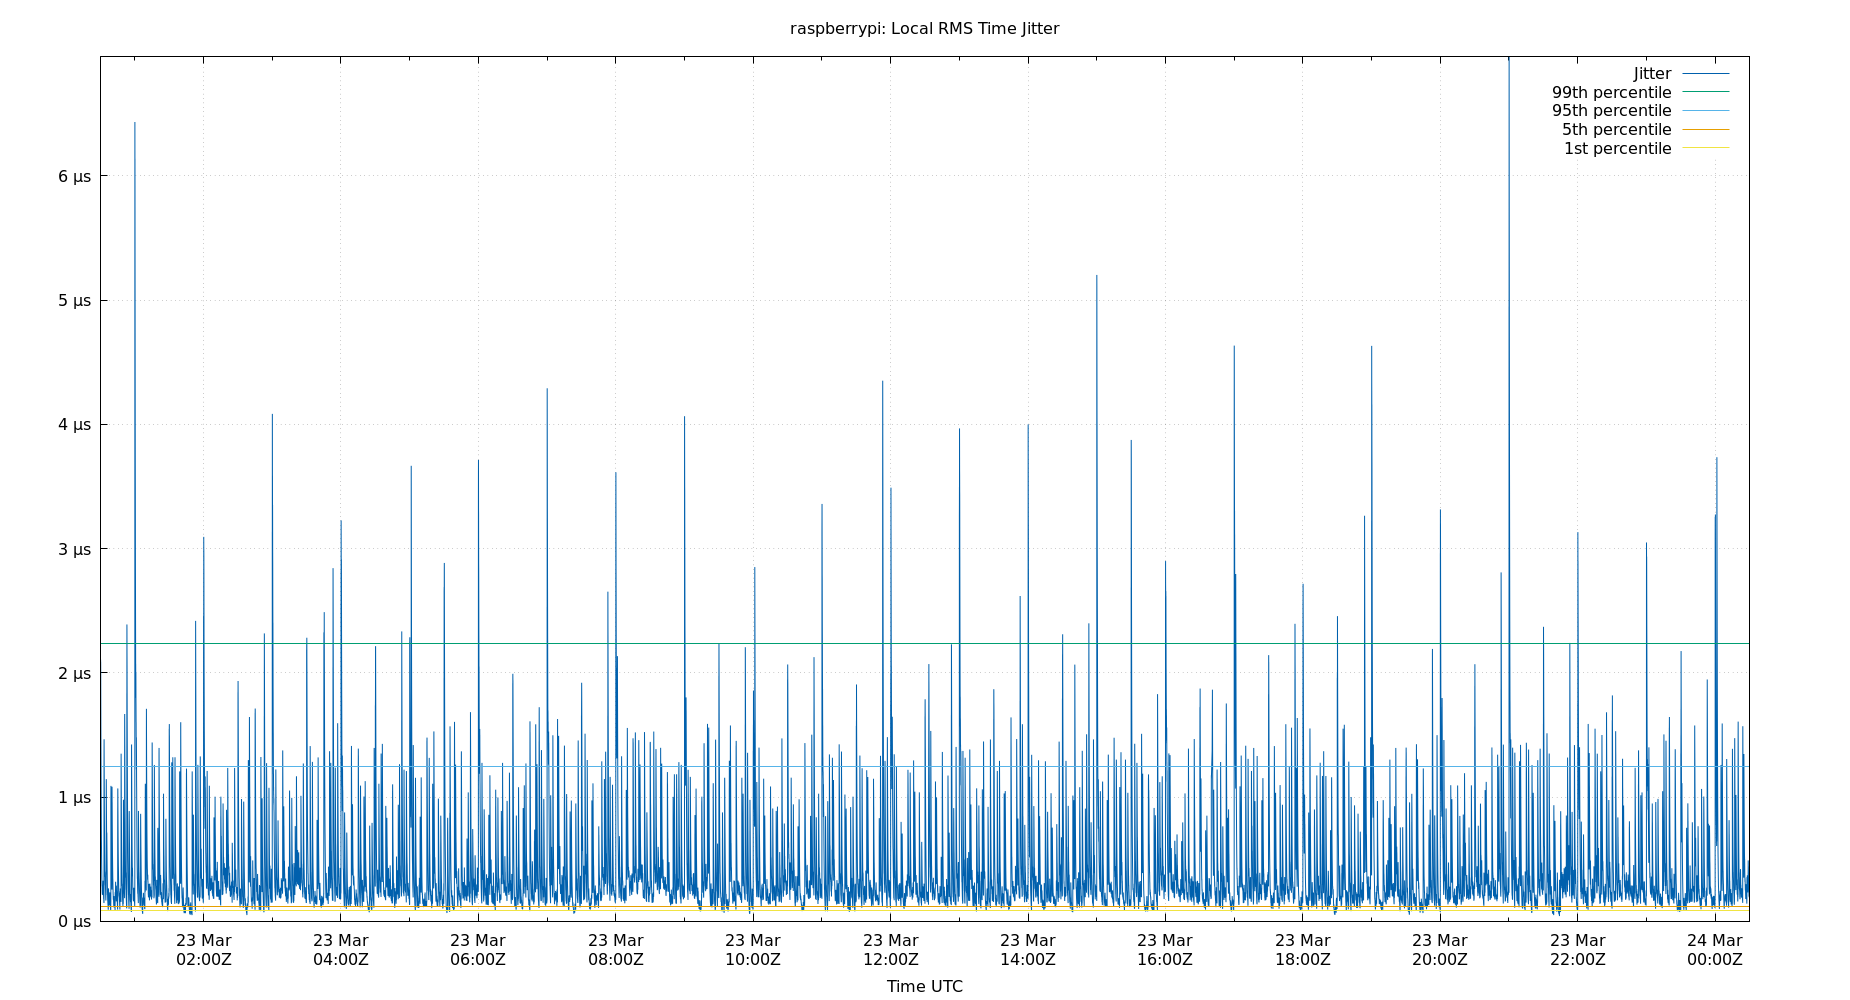 raspberrypi: Local RMS Time Jitter
Jitter
99th percentile
95th percentile
5th percentile
1st percentile
6 µs
5 µs
4 µs
3 µs
2 µs
1 µs
0 µs
23 Mar 23 Mar 23 Mar 23 Mar 23 Mar 23 Mar 23 Mar 23 Mar 23 Mar 23 Mar 23 Mar 24 Mar
02:00Z 04:00Z 06:00Z 08:00Z 10:00Z 12:00Z 14:00Z 16:00Z 18:00Z 20:00Z 22:00Z 00:00Z
Time UTC